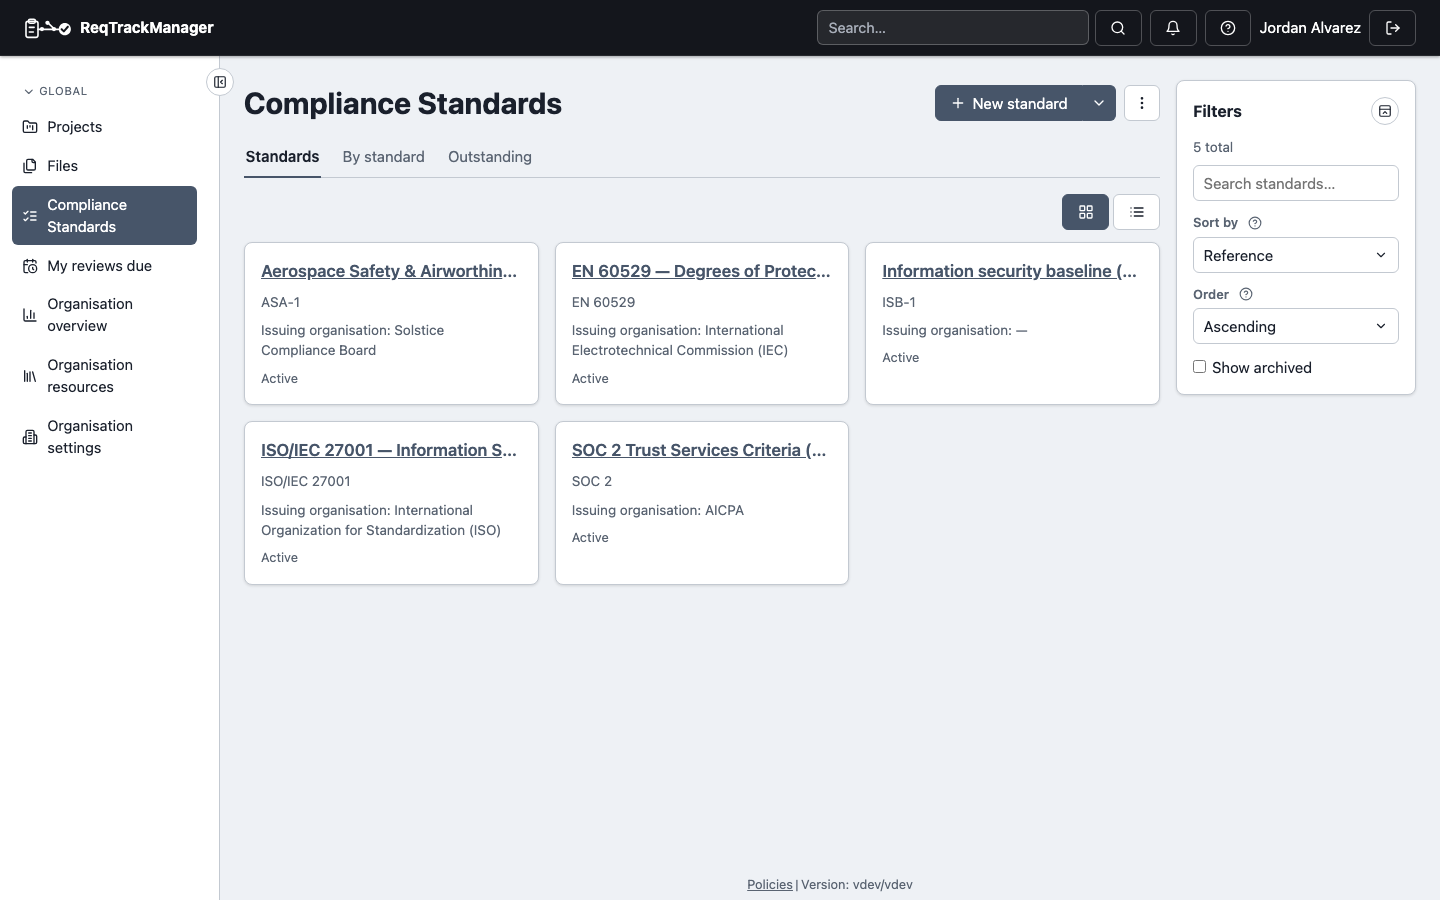 ReqTrackManager
Search...
Jordan Alvarez
GLOBAL
Projects
Files
Compliance
Standards
My reviews due
Organisation
overview
Organisation
resources
Organisation
settings
Compliance Standards
New standard
Standards
By standard
Outstanding
Aerospace Safety & Airworthin...
ASA-1
Issuing organisation: Solstice
Compliance Board
Active
EN 60529 — Degrees of Protec...
EN 60529
Issuing organisation: International
Electrotechnical Commission (IEC)
Active
Information security baseline (...
ISB-1
Issuing organisation: —
Active
ISO/IEC 27001 — Information S...
ISO/IEC 27001
Issuing organisation: International
Organization for Standardization (ISO)
Active
SOC 2 Trust Services Criteria (...
SOC 2
Issuing organisation: AICPA
Active
Filters
5 total
Search standards...
Sort by
Reference
Order
Ascending
Show archived
Policies | Version: vdev/vdev